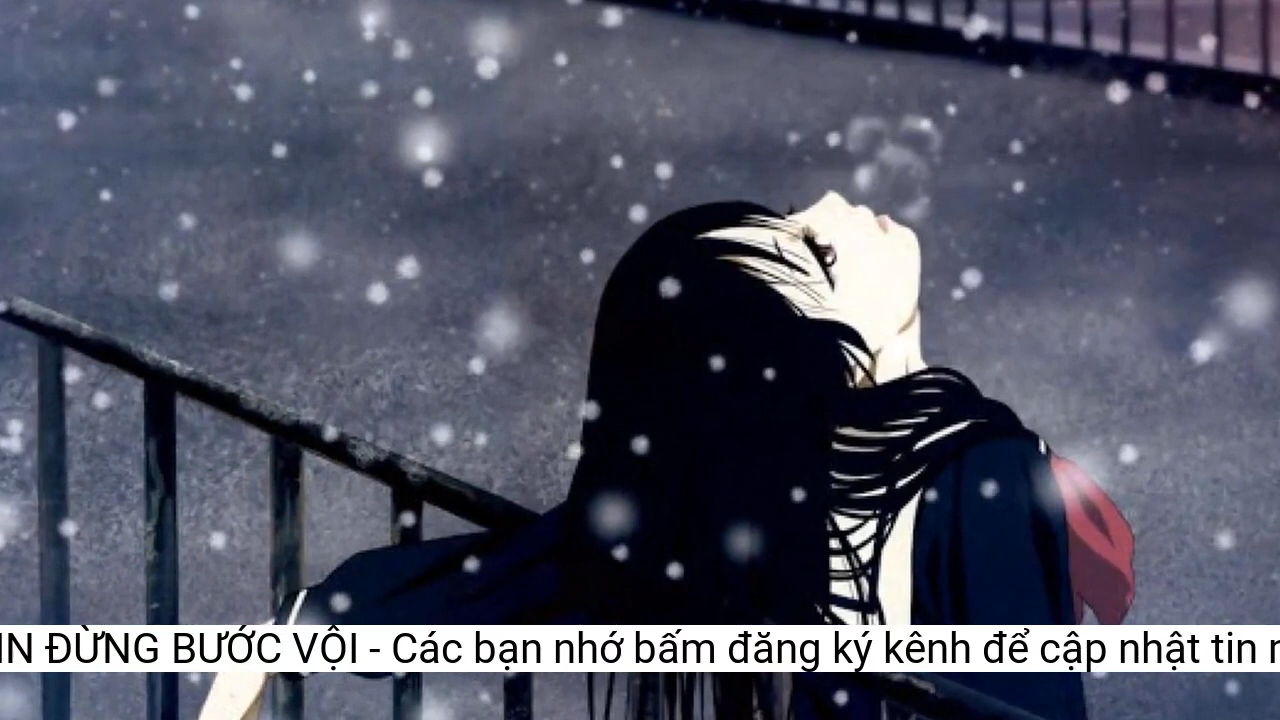 IN ĐỪNG BƯỚC VỘI - Các bạn nhớ bấm đăng ký kênh để cập nhật tin